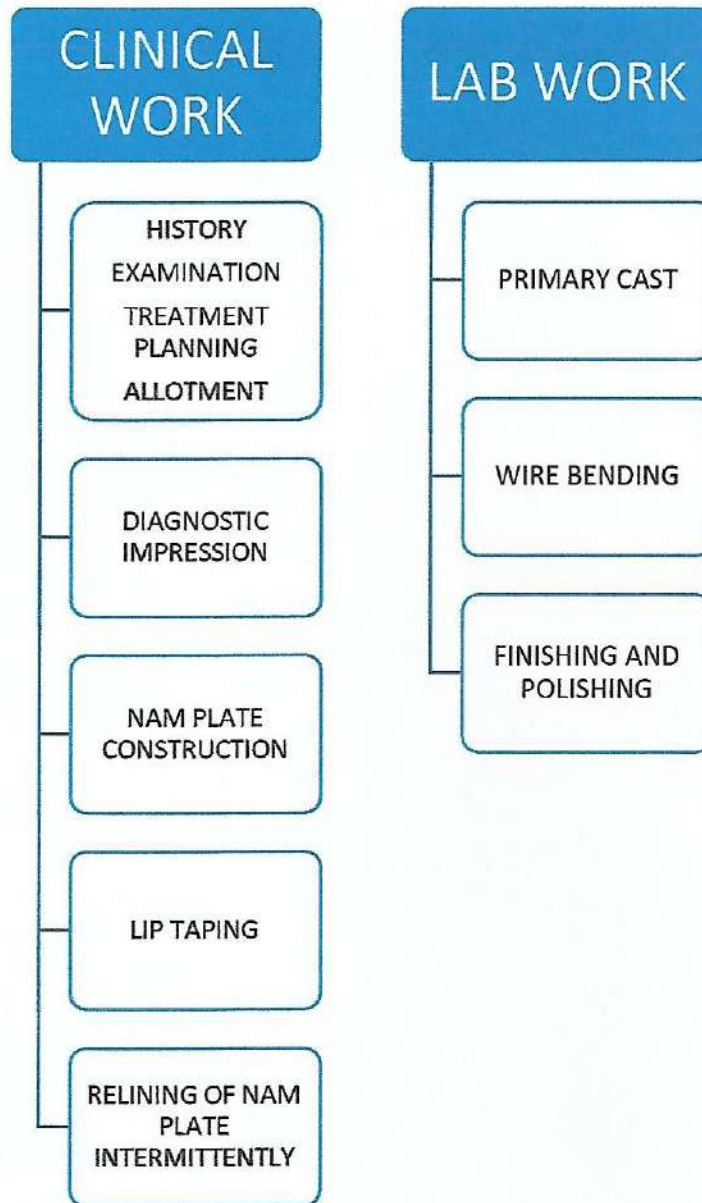 CLINICAL
WORK
HISTORY
EXAMINATION
TREATMENT
PLANNING
ALLOTMENT
DIAGNOSTIC
IMPRESSION
NAM PLATE
CONSTRUCTION
LIP TAPING
RELINING OF NAM
PLATE
INTERMITTENTLY
LAB WORK
PRIMARY CAST
WIRE BENDING
FINISHING AND
POLISHING